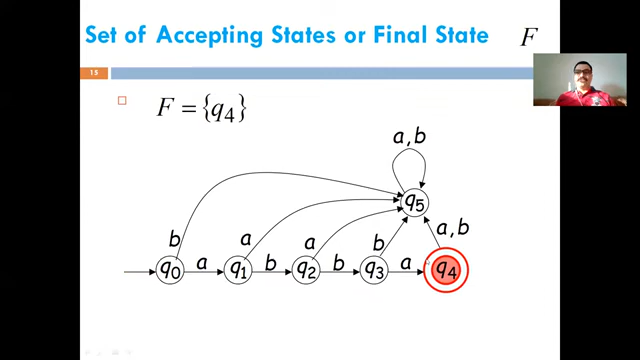 Set of Accepting States or Final State F
15
F = {q4}
a,b
q5
b a a b a,b
q0 a q1 b q2 b q3 a q4